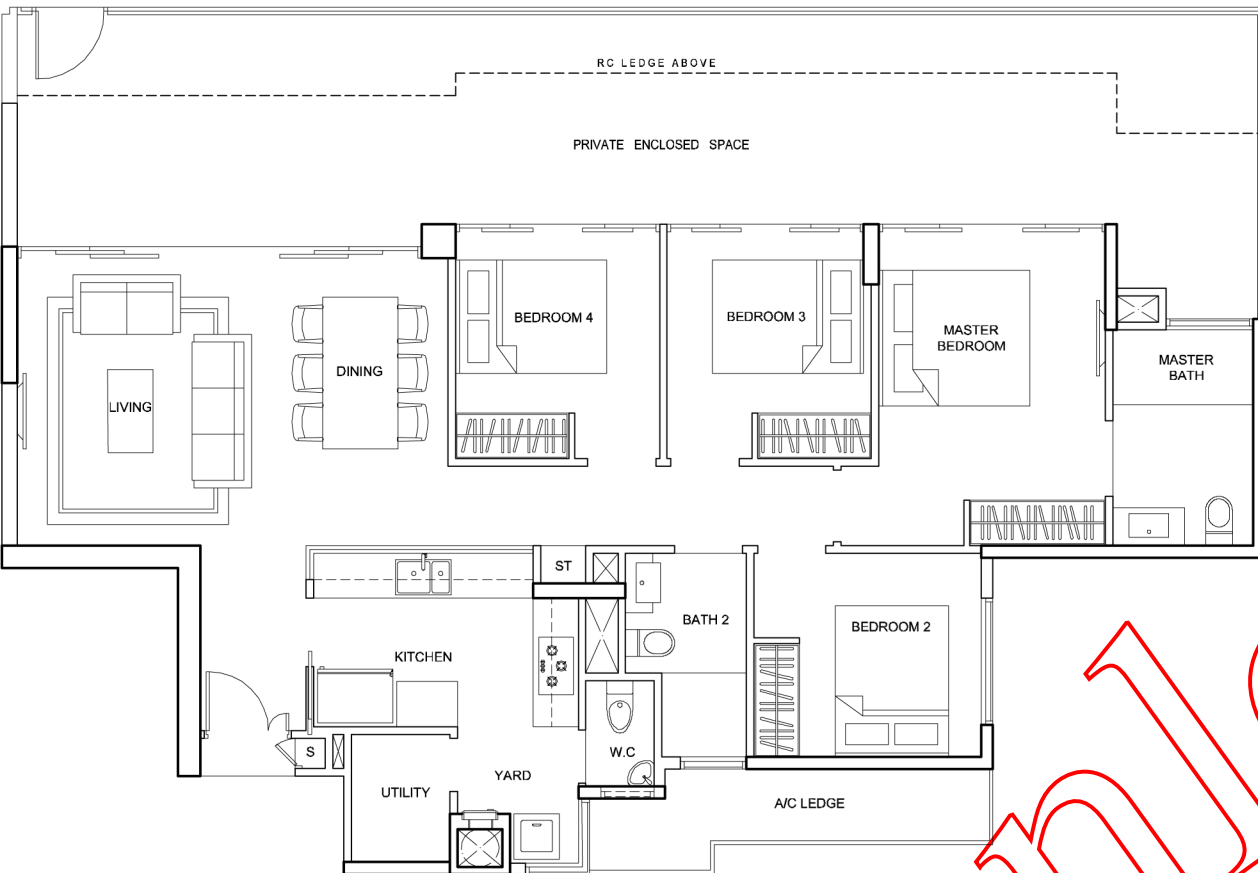 RC LEDGE ABOVE
PRIVATE ENCLOSED SPACE
BEDROOM 4
BEDROOM 3
MASTER
BEDROOM
MASTER
BATH
DINING
LIVING
ST
BATH 2
BEDROOM 2
KITCHEN
S
W.C
YARD
UTILITY
A/C LEDGE